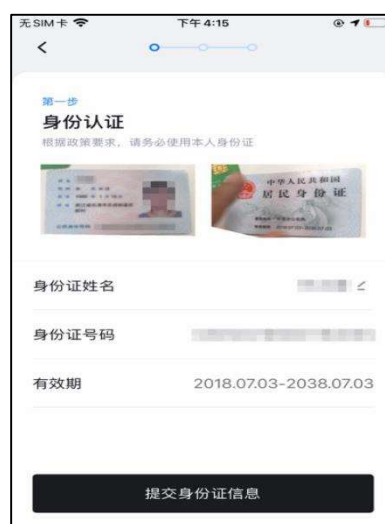 无SIM卡
下午4:15
第一步
身份认证
根据政策要求，请务必使用本人身份证
中华人民共和国
居民身份证
身份证姓名
身份证号码
有效期
2018.07.03-2038.07.03
提交身份证信息